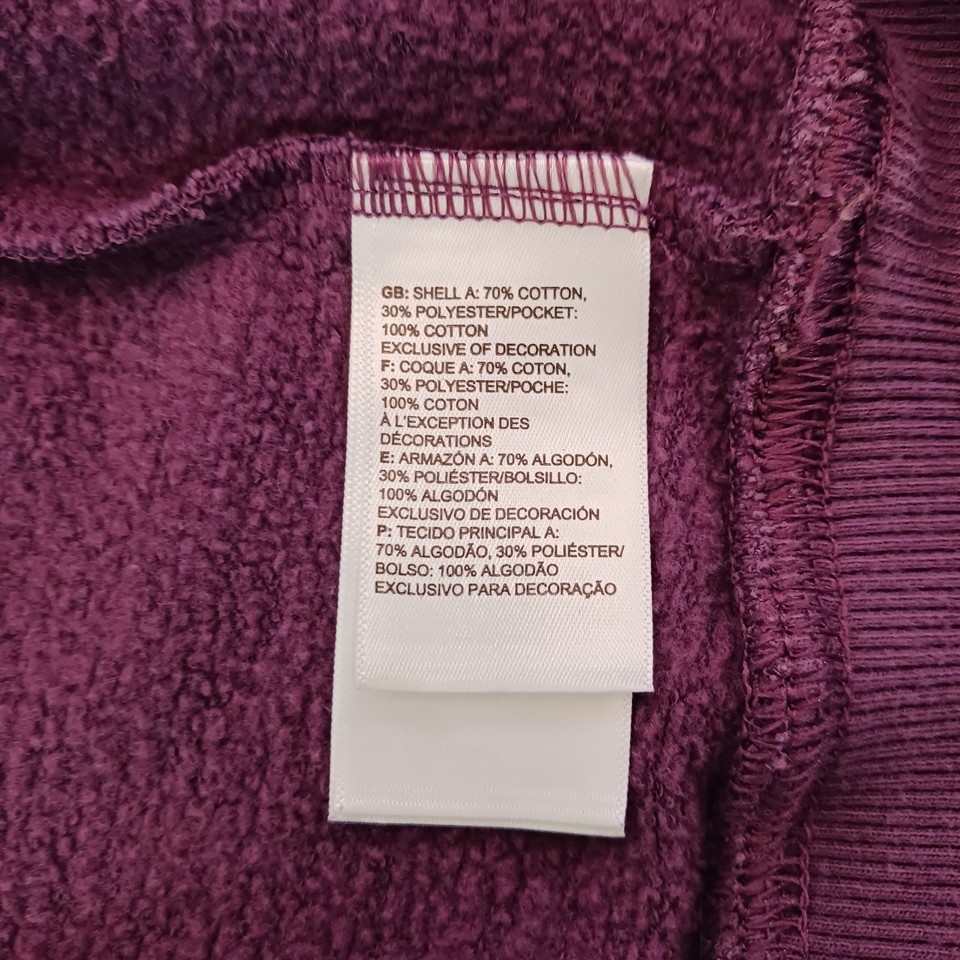 GB: SHELL A: 70% COTTON,
30% POLYESTER/POCKET:
100% COTTON
EXCLUSIVE OF DECORATION
F: COQUE A: 70% COTON,
30% POLYESTER/POCHE:
100% COTON
À L'EXCEPTION DES
DÉCORATIONS
E: ARMAZÓN A: 70% ALGODÓN,
30% POLIÉSTER/BOLSILLO:
100% ALGODÓN
EXCLUSIVO DE DECORACIÓN
P: TECIDO PRINCIPAL A:
70% ALGODÃO, 30% POLIÉSTER/
BOLSO: 100% ALGODÃO
EXCLUSIVO PARA DECORAÇÃO